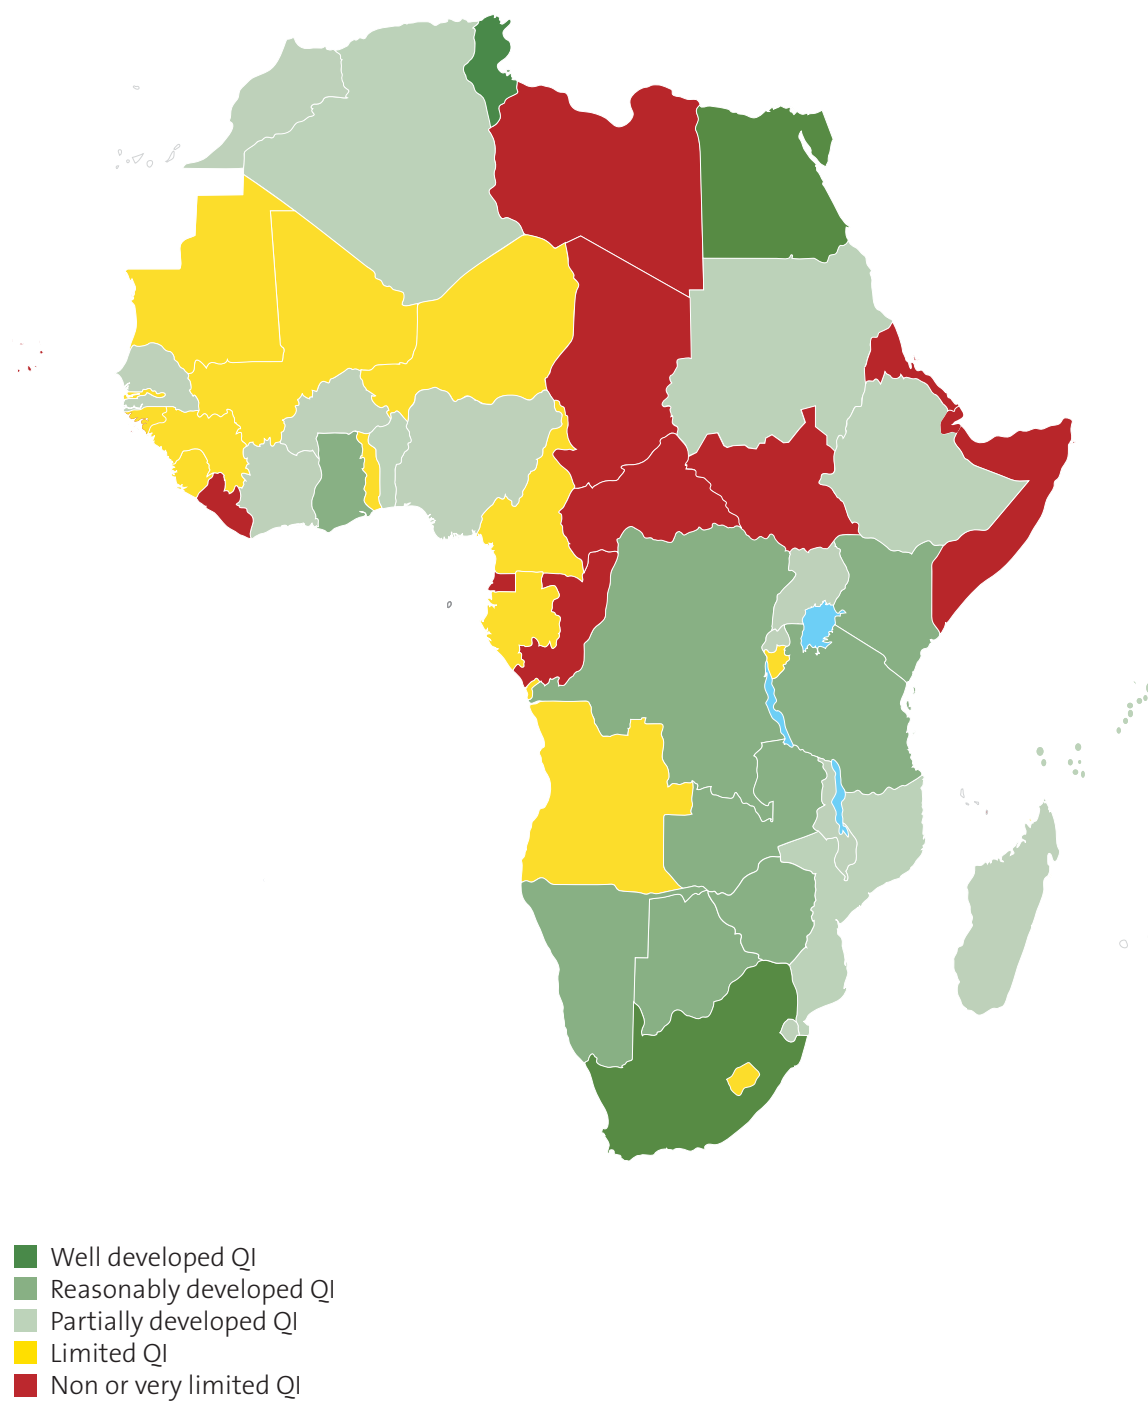 Well developed QI
Reasonably developed QI
Partially developed QI
Limited QI
Non or very limited QI